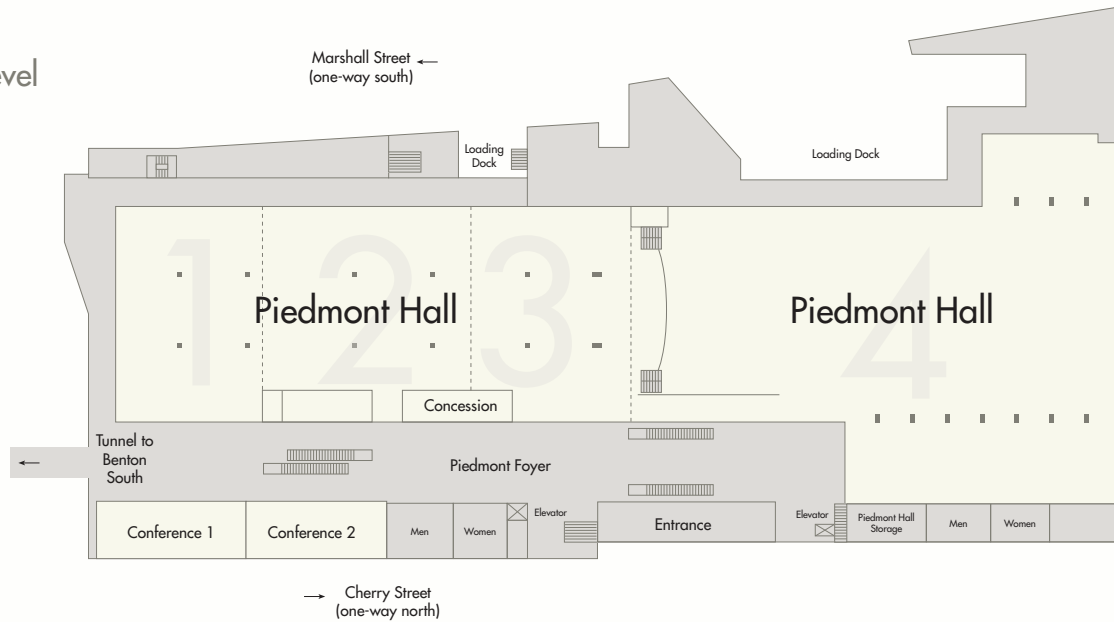 Marshall Street
(one-way south)
Loading
Dock
Loading Dock
1
2
3
4
Piedmont Hall
Piedmont Hall
Concession
Tunnel to
Benton
South
Piedmont Foyer
Conference 1
Conference 2
Men
Women
Elevator
Entrance
Elevator
Piedmont Hall
Storage
Men
Women
Cherry Street
(one-way north)